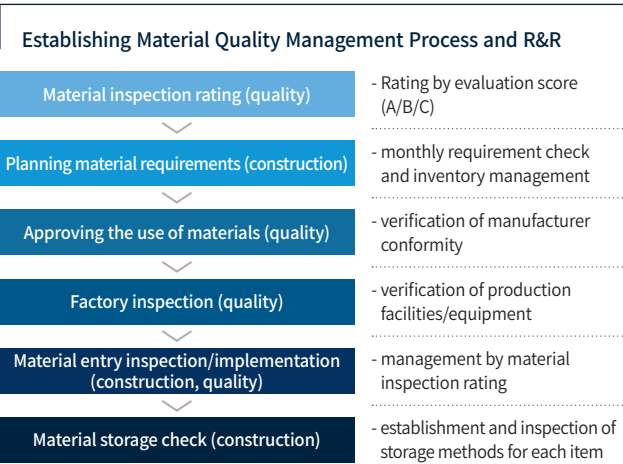 Establishing Material Quality Management Process and R&R
Material inspection rating (quality)
- Rating by evaluation score
(A/B/C)
Planning material requirements (construction)
- monthly requirement check
and inventory management
Approving the use of materials (quality)
- verification of manufacturer
conformity
Factory inspection (quality)
- verification of production
facilities/equipment
Material entry inspection/implementation
(construction, quality)
- management by material
inspection rating
Material storage check (construction)
- establishment and inspection of
storage methods for each item